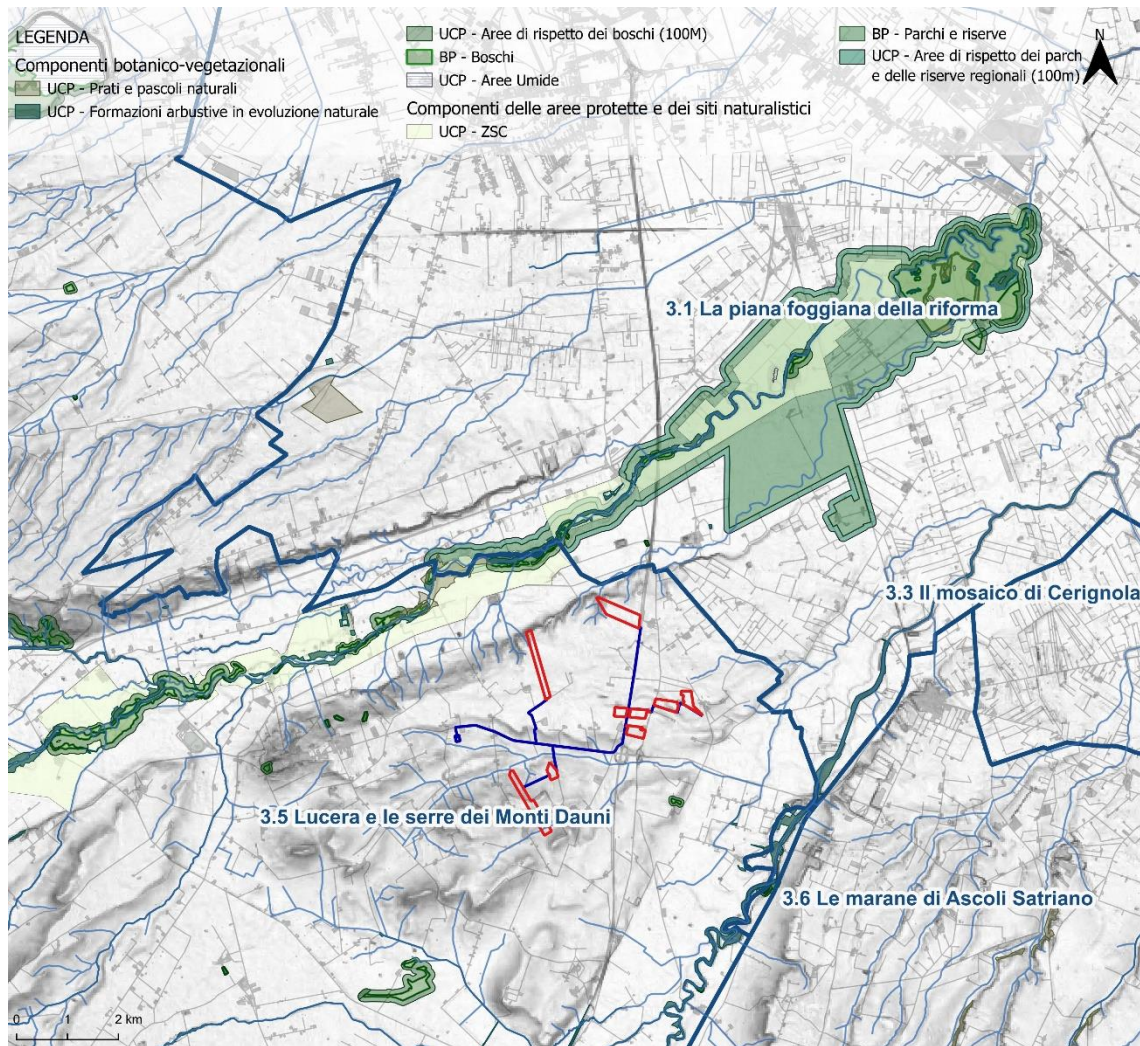 LEGENDA
Componenti botanico-vegetazionali
UCP - Prati e pascoli naturali
UCP - Formazioni arbustive in evoluzione naturale
UCP - Aree di rispetto dei boschi (100M)
BP - Boschi
UCP - Aree Umide
Componenti delle aree protette e dei siti naturalistici
UCP - ZSC
BP - Parchi e riserve
UCP - Aree di rispetto dei parch
e delle riserve regionali (100m)
N
3.1 La piana foggiana della riforma
3.3 Il mosaico di Cerignola
3.5 Lucera e le serre dei Monti Dauni
3.6 Le marane di Ascoli Satriano
0 1 2 km